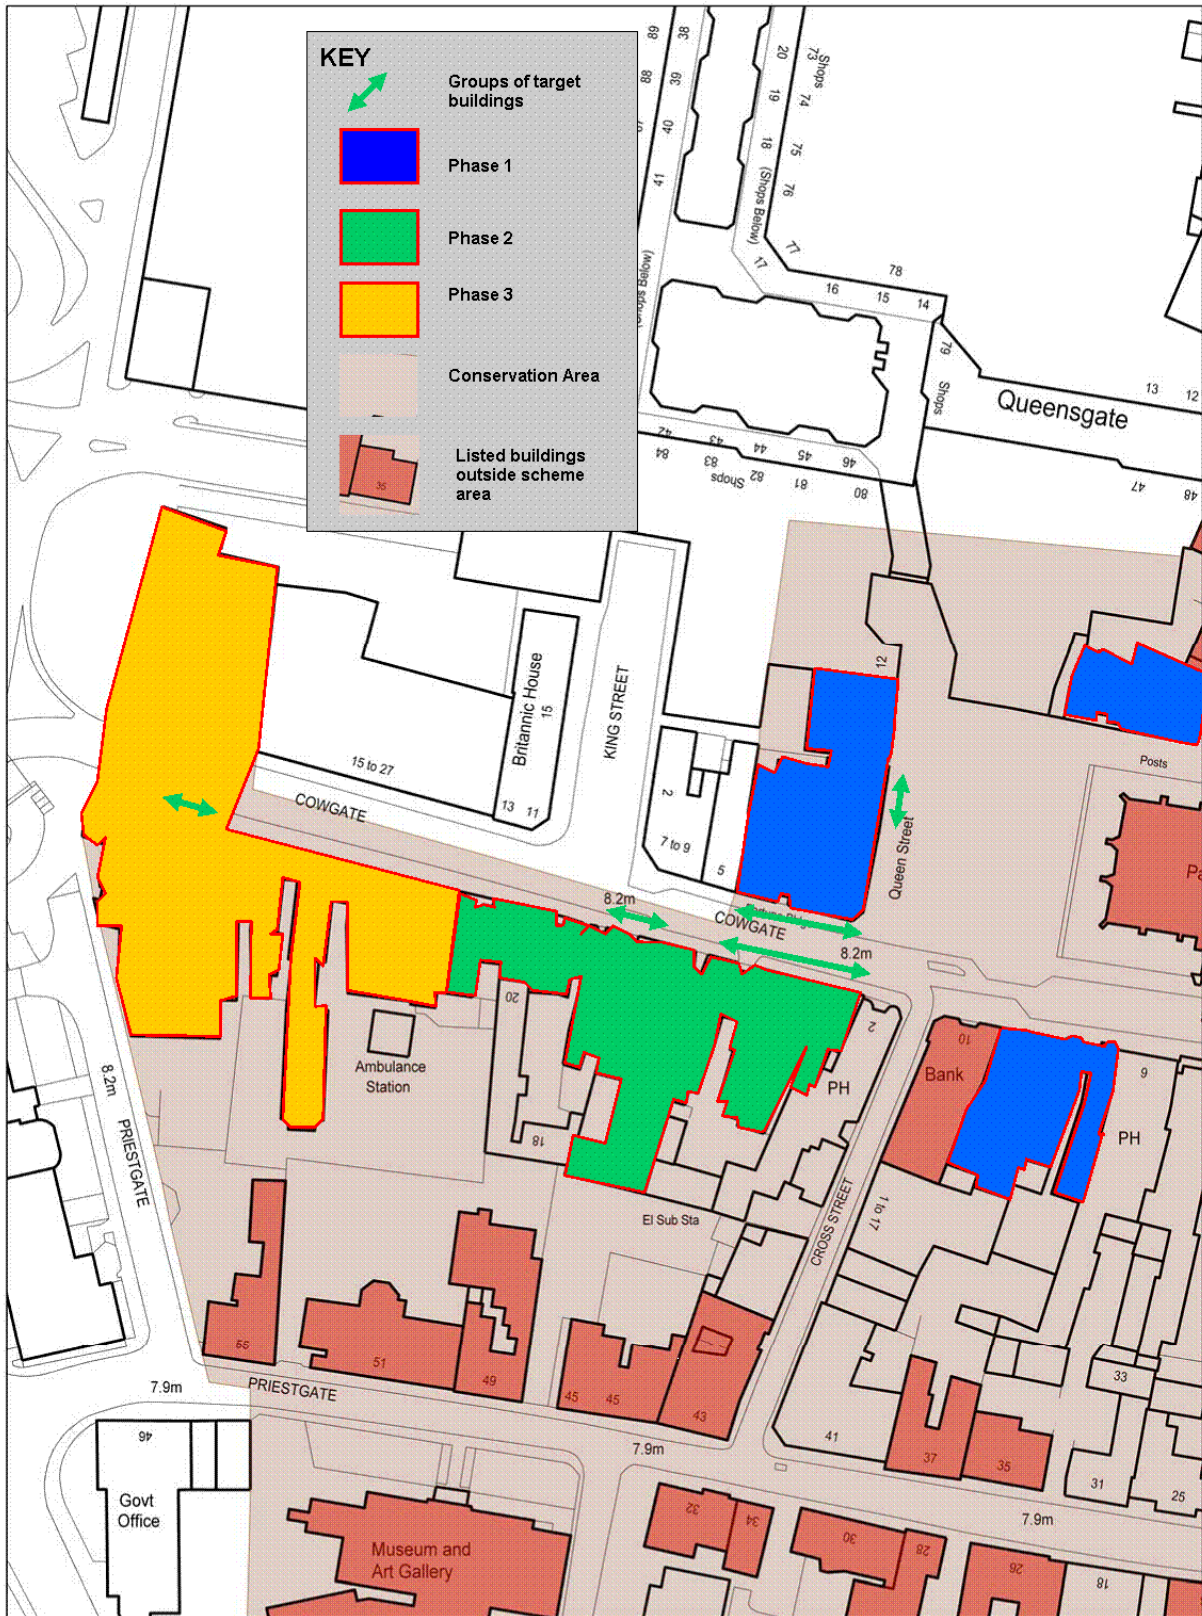 KEY
Groups of target
buildings
Phase 1
Phase 2
Phase 3
Conservation Area
Listed buildings
outside scheme
area
36
89
38
88
39
40
41
20
19
18
(Shops Below)
17
73
Shops
74
75
76
77
78
16
15
14
79
Shops
13
12
Queensgate
42
43
44
45
46
84
83
82
81
80
Shops
47
48
12
Britannic House
15
KING STREET
15 to 27
13
11
COWGATE
2
7 to 9
5
Queen Street
Posts
8.2m
COWGATE
8.2m
20
18
Ambulance
Station
PH
2
10
Bank
9
PH
8.2m
PRIESTGATE
El Sub Sta
CROSS STREET
1 to 17
51
49
45
45
43
PRIESTGATE
7.9m
7.9m
41
37
35
33
31
25
7.9m
46
Govt
Office
Museum and
Art Gallery
32
34
30
28
26
18